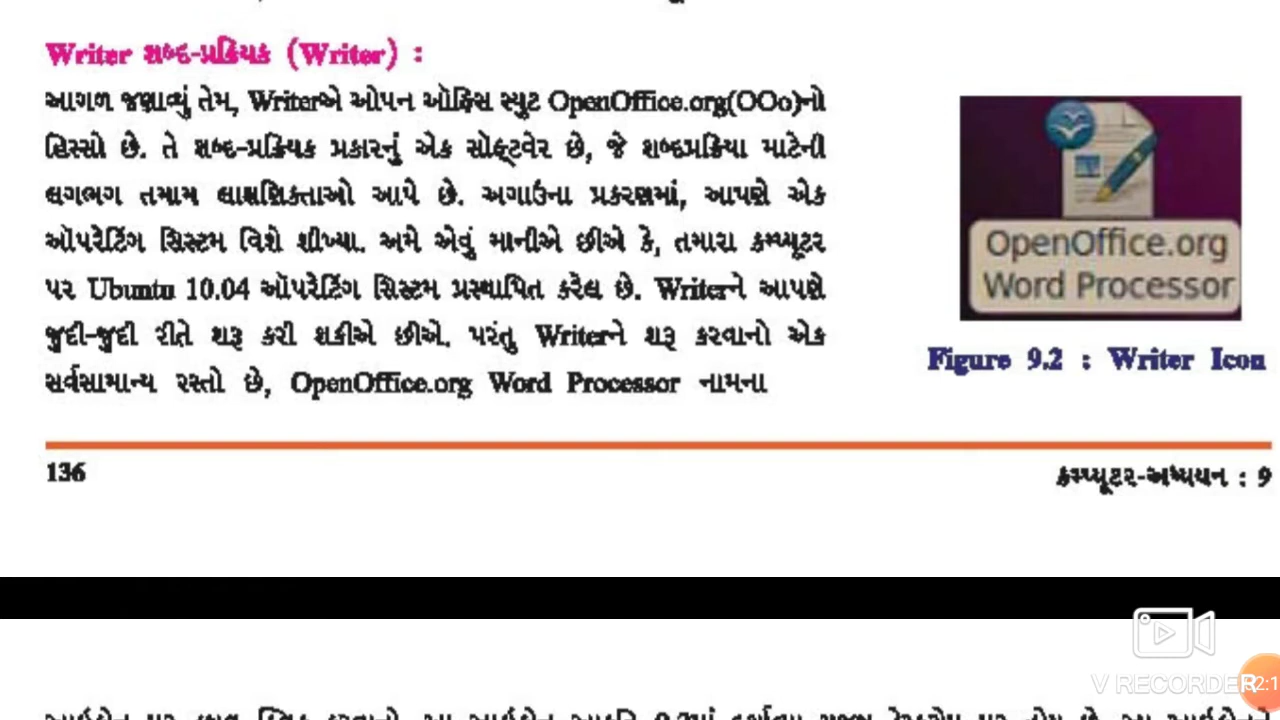 Writer શબ્દ-પ્રક્રિયક (Writer) :
આગળ જણાવ્યું તેમ, Writerએ ઓપન ઑફિસ સ્યુટ OpenOffice.org(OOo)નો
હિસ્સો છે. તે શબ્દ-પ્રક્રિયક પ્રકારનું એક સોફ્ટવેર છે, જે શબ્દપ્રક્રિયા માટેની
લગભગ તમામ લાક્ષણિક્તાઓ આપે છે. અગાઉના પ્રકરણમાં, આપણે એક
ઑપરેટિંગ સિસ્ટમ વિશે શીખ્યા. અમે એવું માનીએ છીએ કે, તમારા કમ્પ્યૂટર
પર Ubuntu 10.04 ઑપરેટિંગ સિસ્ટમ પ્રસ્થાપિત કરેલ છે. Writerને આપણે
જુદી-જુદી રીતે શરૂ કરી શકીએ છીએ. પરંતુ Writerને શરૂ કરવાનો એક
સર્વસામાન્ય રસ્તો છે, OpenOffice.org Word Processor નામના
OpenOffice.org
Word Processor
Figure 9.2 : Writer Icon
136
કમ્પ્યૂટર-અધ્યયન : 9
V RECORDER